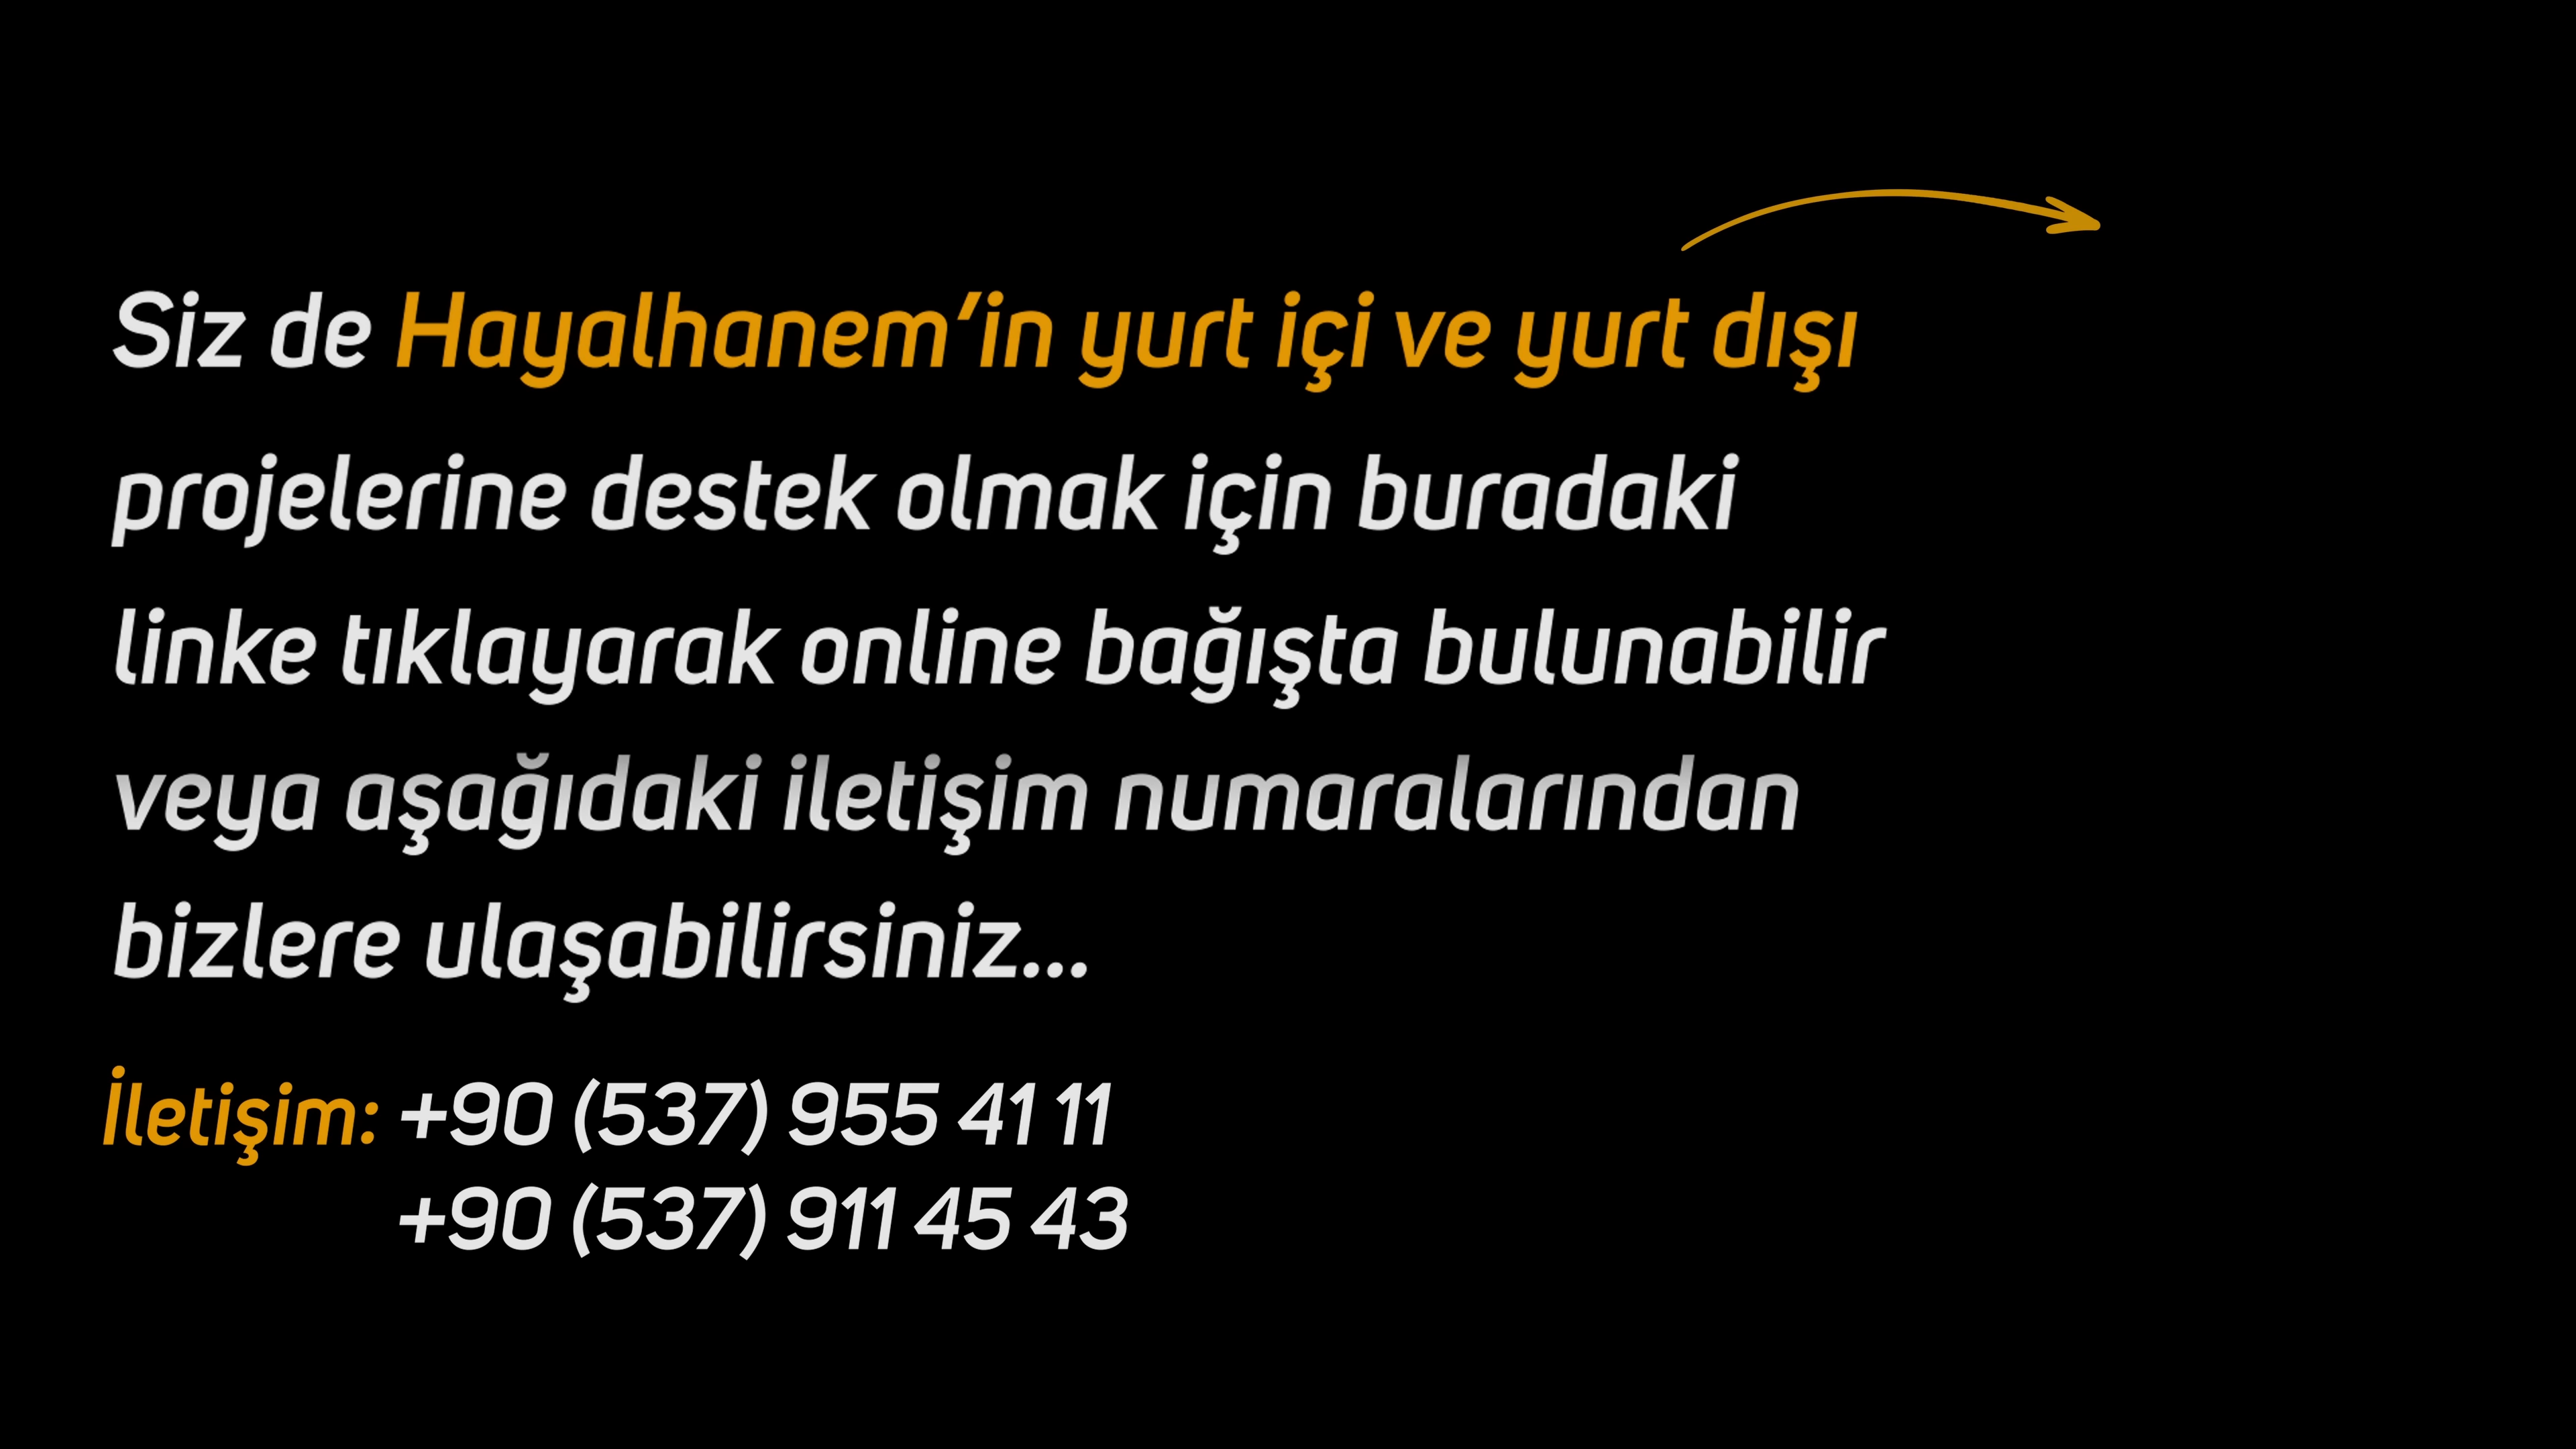 Siz de Hayalhanem’in yurt içi ve yurt dışı
projelerine destek olmak için buradaki
linke tıklayarak online bağışta bulunabilir
veya aşağıdaki iletişim numaralarından
bizlere ulaşabilirsiniz...
İletişim: +90 (537) 955 41 11
+90 (537) 911 45 43